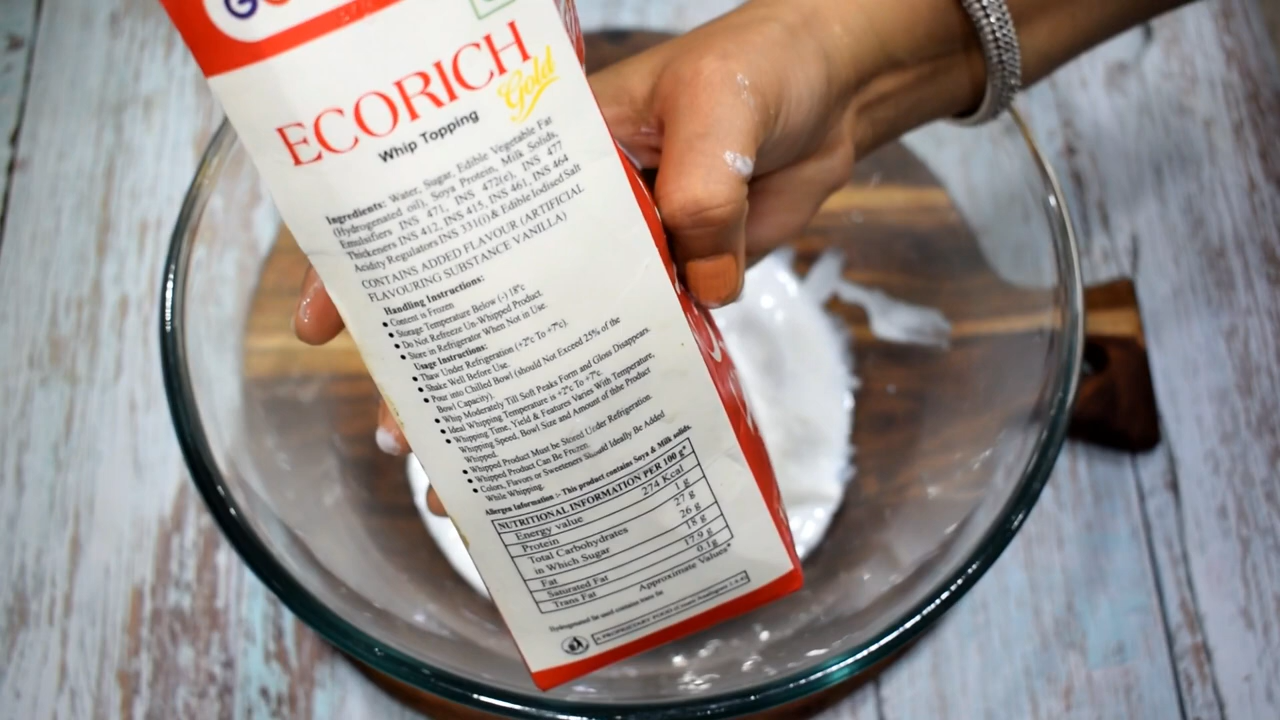 ECORICH
Gold
Whip Topping
Ingredients: Water, Sugar, Edible Vegetable Fat
(Hydrogenated oil), Soya Protein, Milk Solids,
Emulsifiers INS 471, INS 472(e), INS 477
Thickeners INS 412, INS 415, INS 461, INS 464
Acidity Regulators INS 331(i) & Edible Iodised Salt
CONTAINS ADDED FLAVOUR (ARTIFICIAL
FLAVOURING SUBSTANCE VANILLA)
Handling Instructions:
• Content is Frozen
• Storage Temperature Below (-) 18°c
• Do Not Refreeze Un-Whipped Product.
• Store in Refrigerator When Not in Use.
Usage Instructions:
• Thaw Under Refrigeration (+2°c To +7°c).
• Shake Well Before Use.
• Pour into Chilled Bowl (should Not Exceed 25% of the
Bowl Capacity).
• Whip Moderately Till Soft Peaks Form and Gloss Disappears.
• Ideal Whipping Temperature is +2°c To +7°c.
• Whipping Time, Yield & Features Varies With Temperature,
Whipping Speed, Bowl Size and Amount of the Product
Whipped.
• Whipped Product Must be Stored Under Refrigeration.
• Whipped Product Can Be Frozen.
• Colors, Flavors or Sweeteners Should Ideally Be Added
While Whipping.
Allergen Information :- This product contains Soya & Milk solids.
NUTRITIONAL INFORMATION PER 100 g*
Energy value 274 Kcal
Protein 1 g
Total Carbohydrates 27 g
in Which Sugar 26 g
Fat 18 g
Saturated Fat 17.9 g
Trans Fat 0.1g
Approximate Values*
Hydrogenated fat used contains trans fat
A PROPRIETARY FOOD